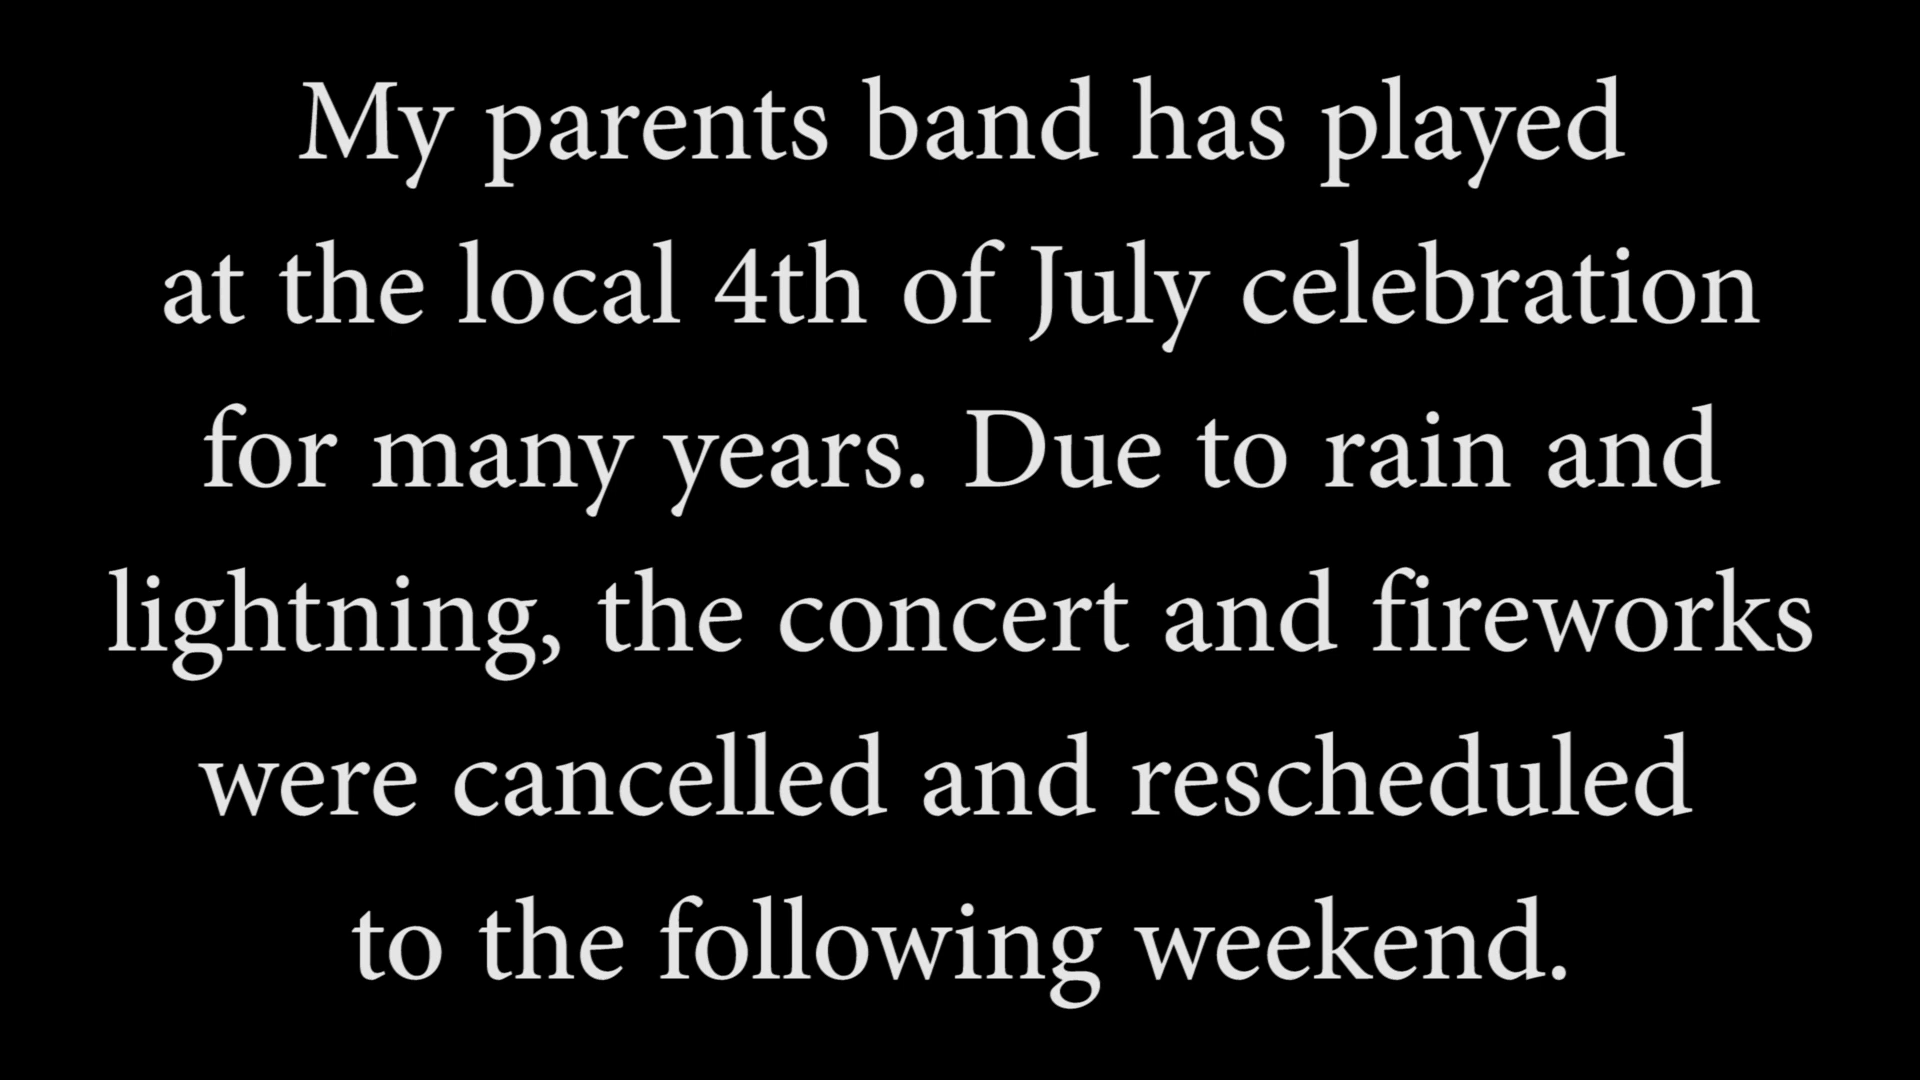 My parents band has played
at the local 4th of July celebration
for many years. Due to rain and
lightning, the concert and fireworks
were cancelled and rescheduled
to the following weekend.